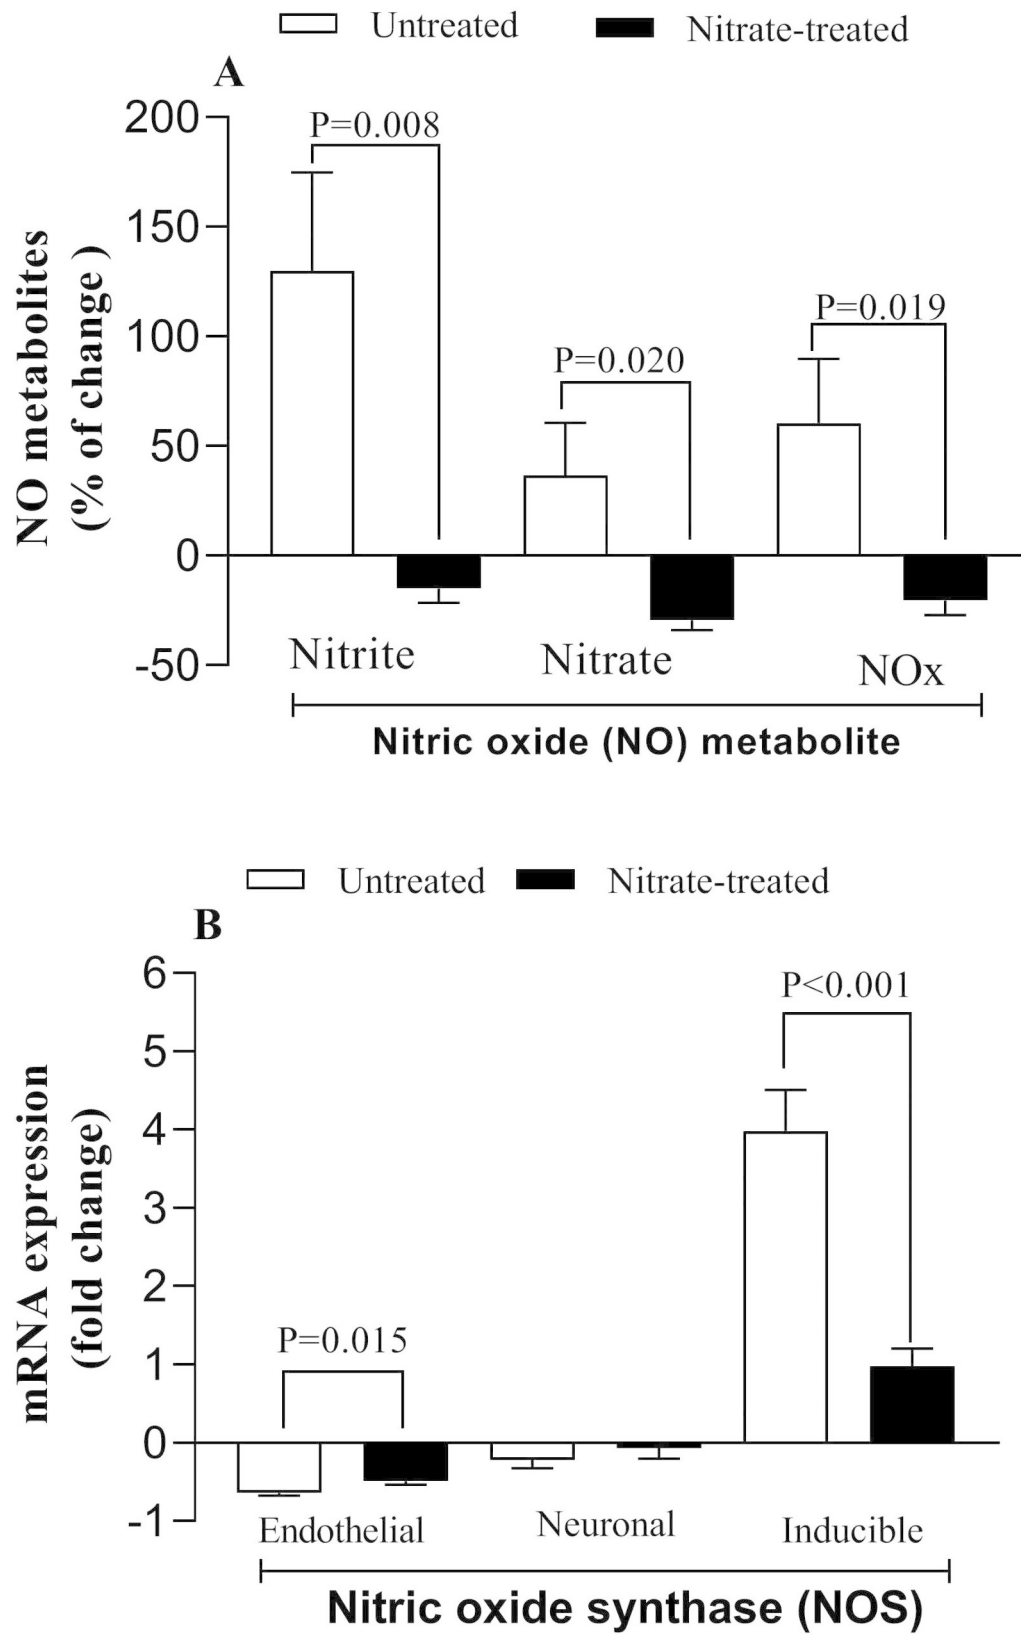 Untreated Nitrate-treated
A
200
150
100
50
0
-50
NO metabolites
(% of change )
P=0.008
P=0.020
P=0.019
Nitrite
Nitrate
NOx
Nitric oxide (NO) metabolite
Untreated Nitrate-treated
B
6
5
4
3
2
1
0
-1
mRNA expression
(fold change)
P=0.015
P<0.001
Endothelial
Neuronal
Inducible
Nitric oxide synthase (NOS)